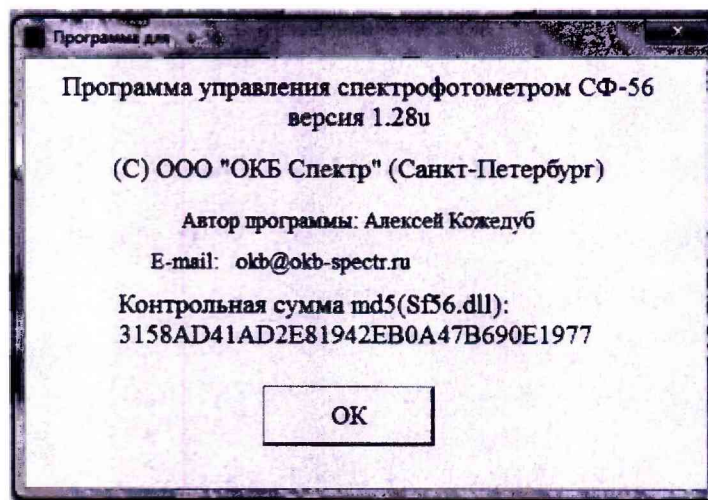 Программа для
Программа управления спектрофотометром СФ-56
версия 1.28u
(C) ООО "ОКБ Спектр" (Санкт-Петербург)
Автор программы: Алексей Кожедуб
E-mail: okb@okb-spectr.ru
Контрольная сумма md5(Sf56.dll):
3158AD41AD2E81942EB0A47B690E1977
OK